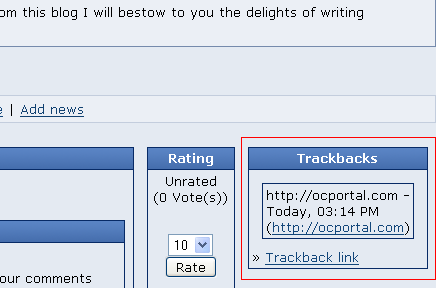 om this blog I will bestow to you the delights of writing
| Add news
Rating
Unrated
(0 Vote(s))
10
Rate
Trackbacks
http://ocportal.com –
Today, 03:14 PM
(http://ocportal.com)
» Trackback link
our comments